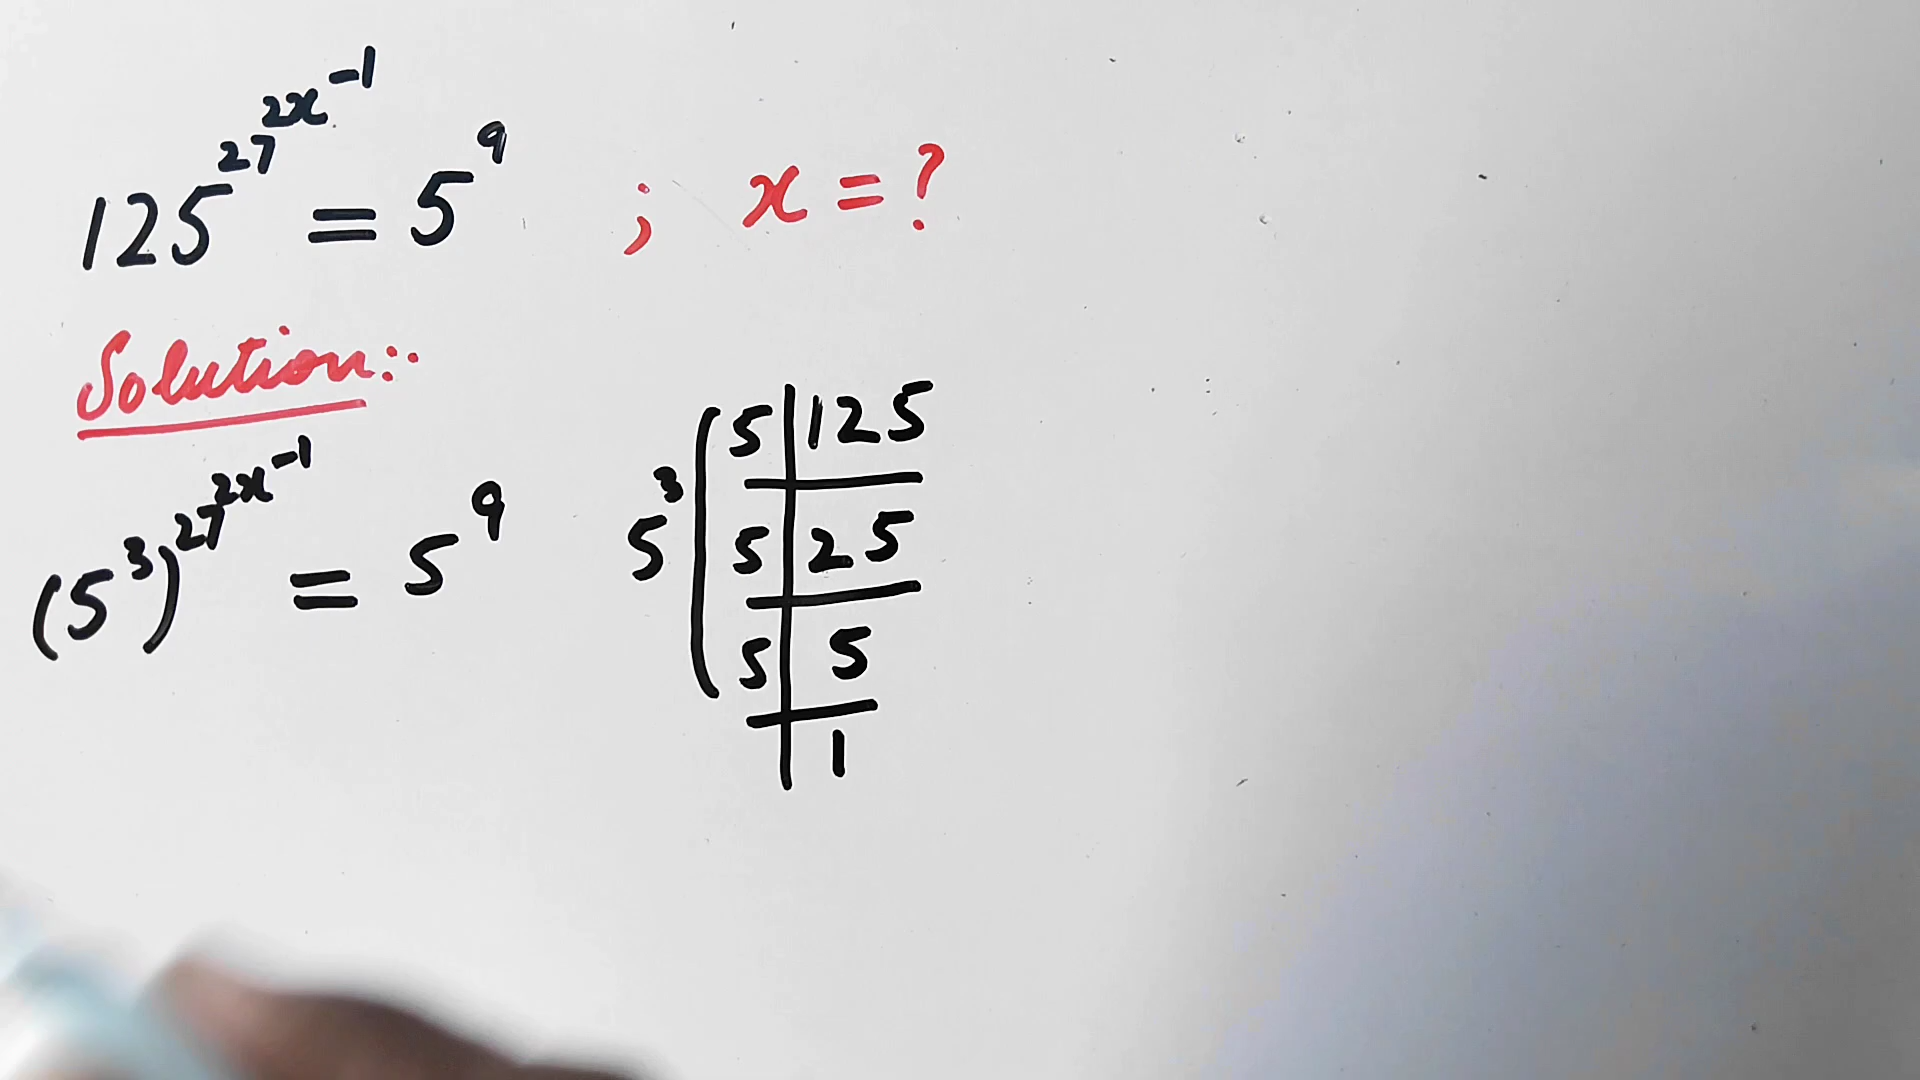 125^27^2x^-1 = 5^9 ; x = ?
Solution:-
(5^3)^27^2x^-1 = 5^9
5^3
5 | 125
5 | 25
5 | 5
1